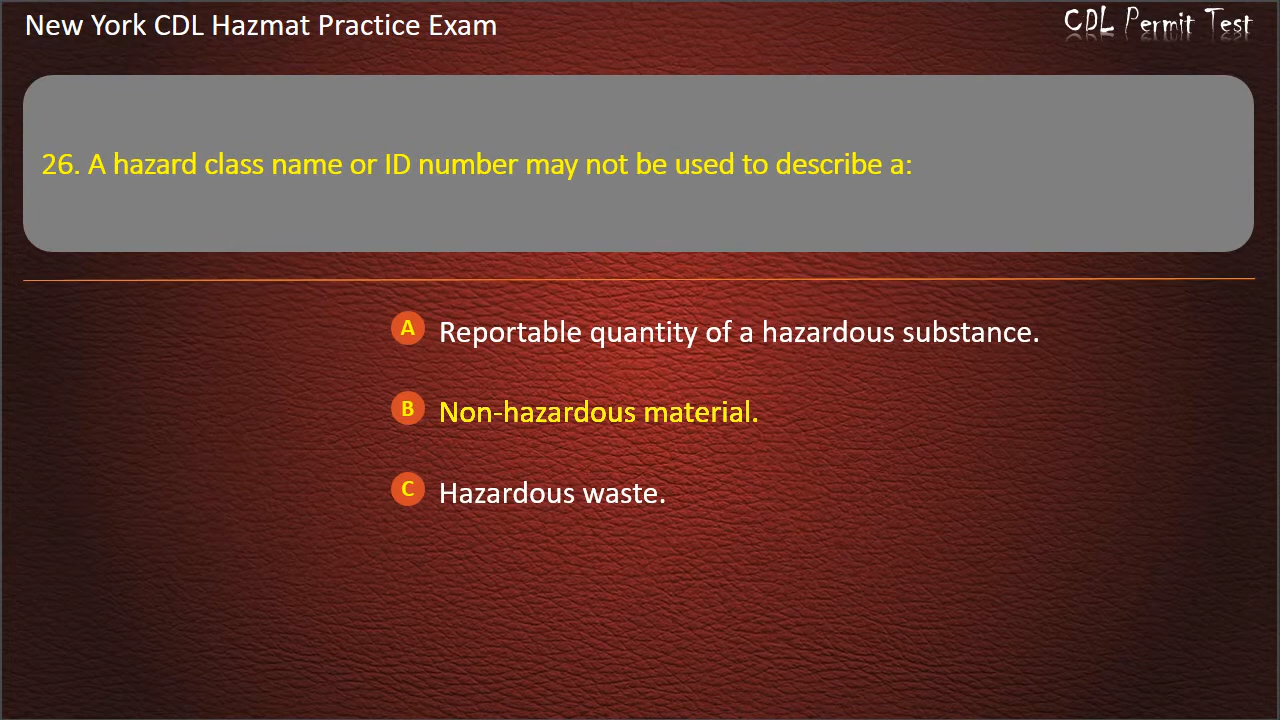 New York CDL Hazmat Practice Exam
CDL Permit Test
26. A hazard class name or ID number may not be used to describe a:
A Reportable quantity of a hazardous substance.
B Non-hazardous material.
C Hazardous waste.